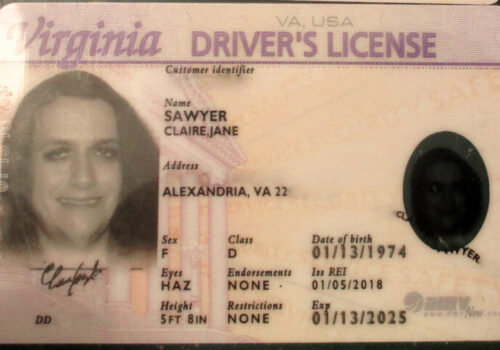 VA, USA
Virginia DRIVER'S LICENSE
Customer identifier
Name
SAWYER
CLAIRE,JANE
Address
ALEXANDRIA, VA 22
Sex Class Date of birth
F D 01/13/1974
Eyes Endorsements Iss REI
HAZ NONE 01/05/2018
Height Restrictions Exp
5FT 8IN NONE 01/13/2025
DD
DMV Now